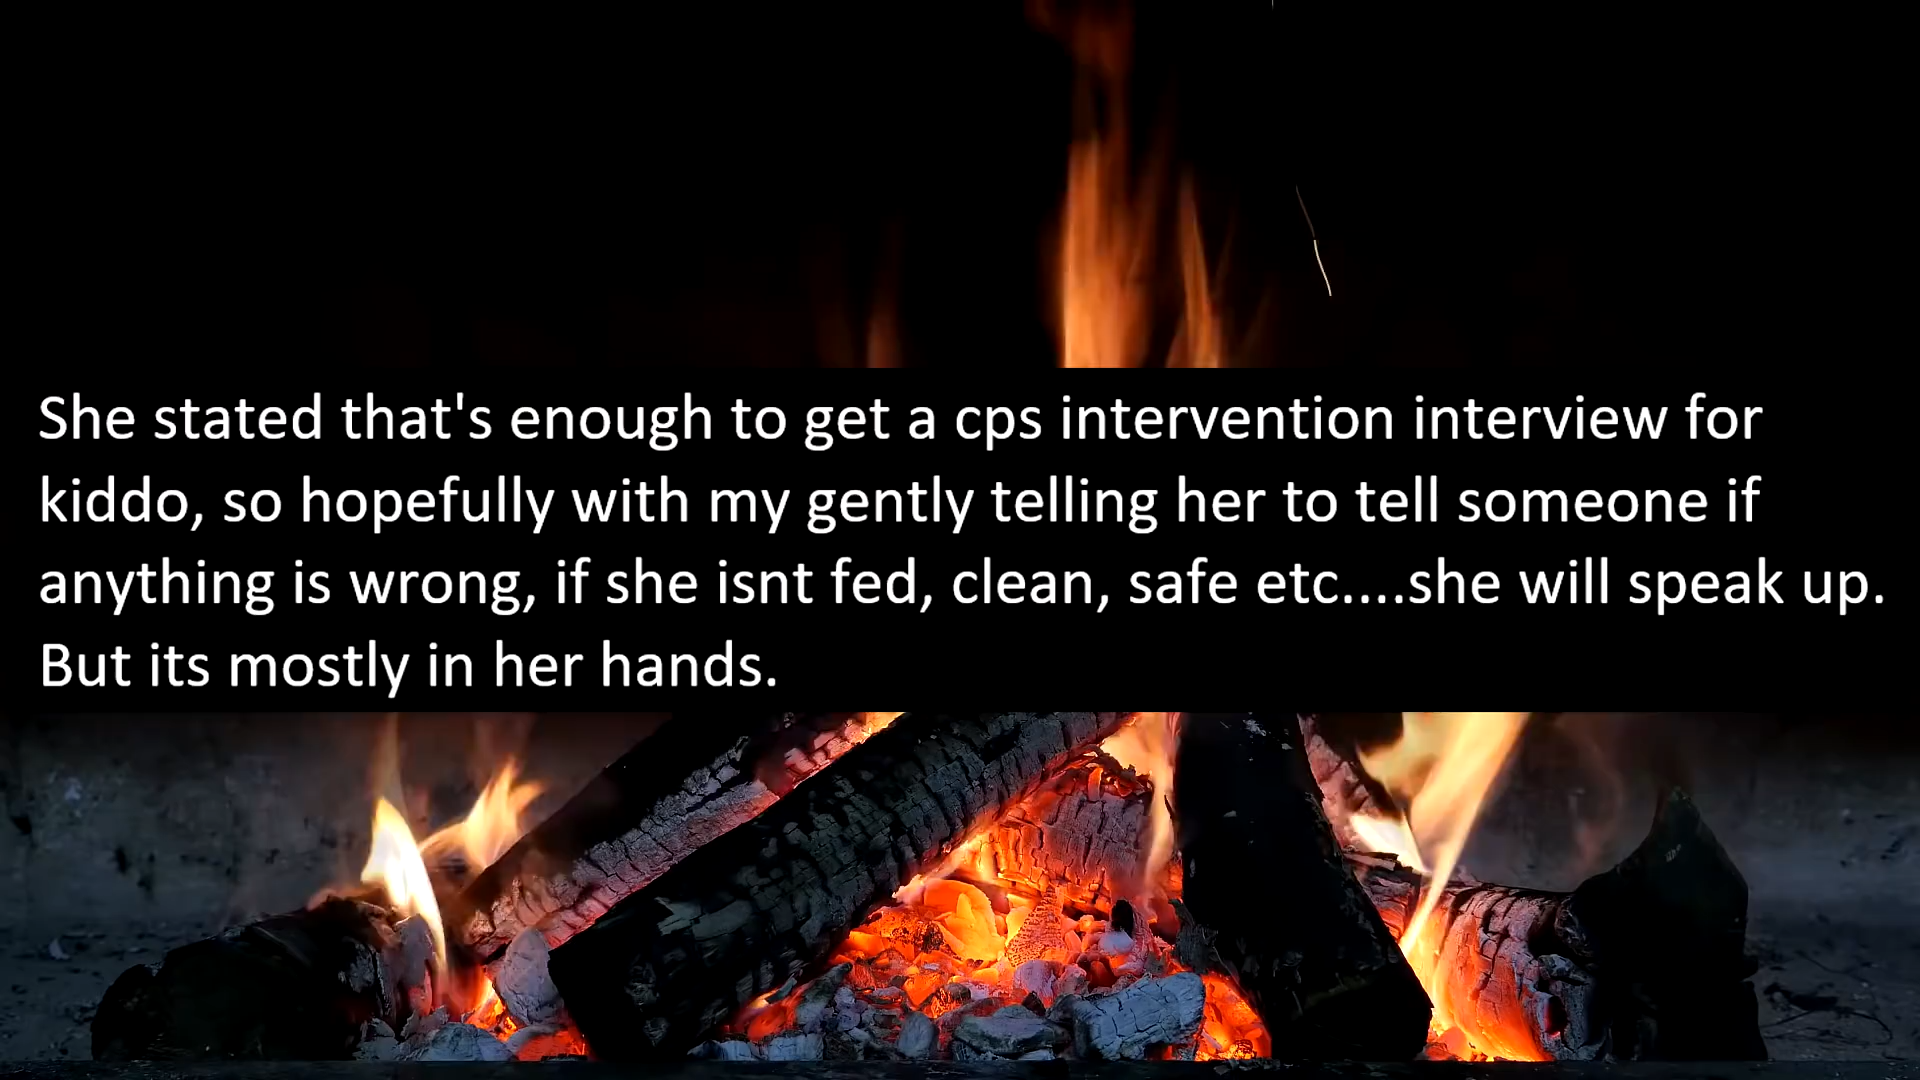 She stated that's enough to get a cps intervention interview for
kiddo, so hopefully with my gently telling her to tell someone if
anything is wrong, if she isnt fed, clean, safe etc....she will speak up.
But its mostly in her hands.